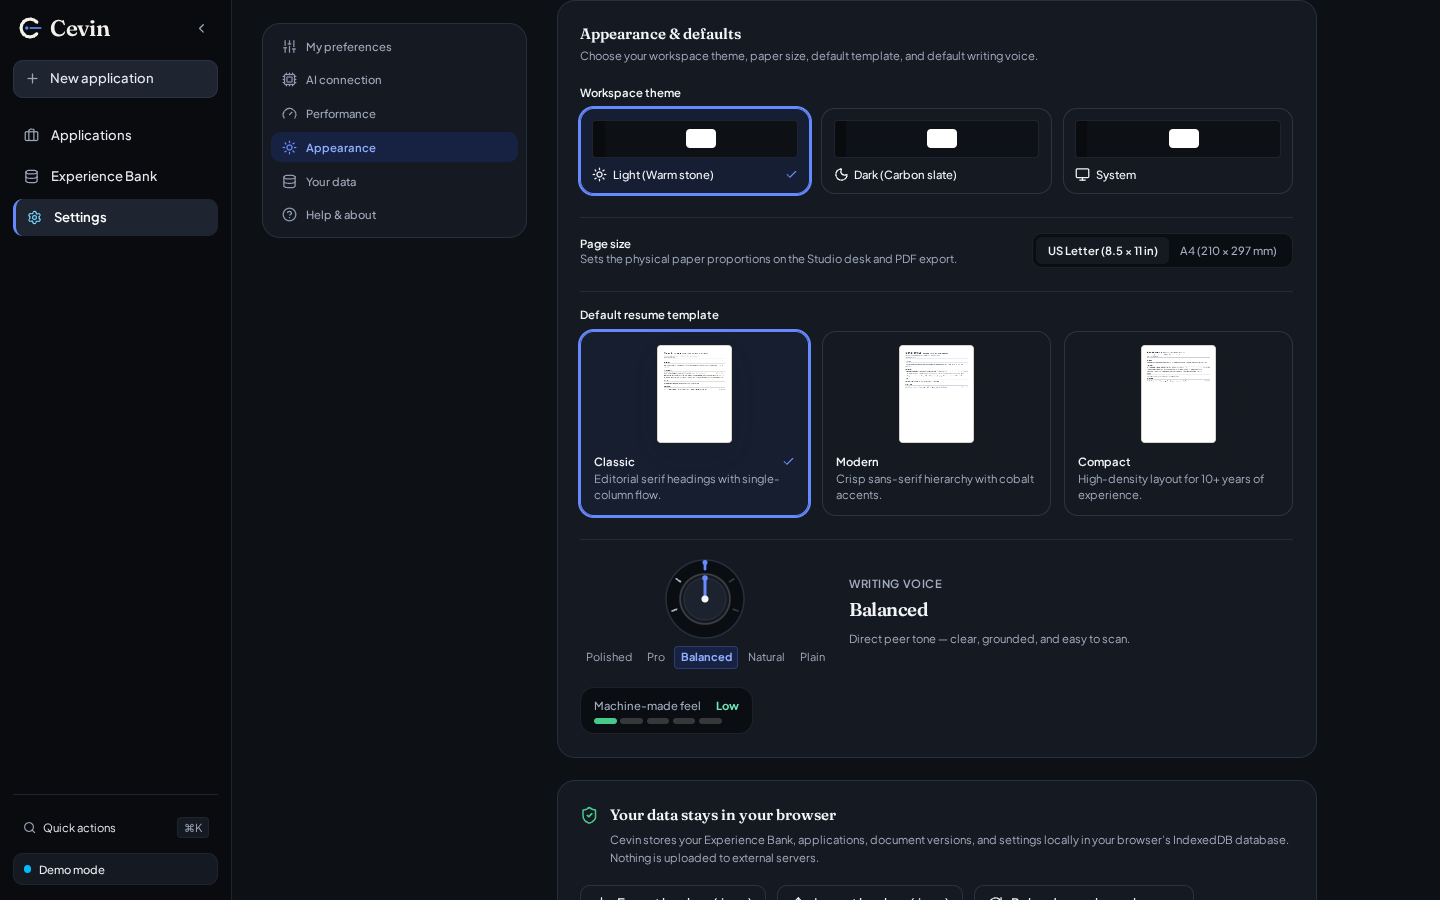 Cevin
New application
Applications
Experience Bank
Settings
Quick actions
⌘K
Demo mode
My preferences
AI connection
Performance
Appearance
Your data
Help & about
Appearance & defaults
Choose your workspace theme, paper size, default template, and default writing voice.
Workspace theme
Light (Warm stone)
Dark (Carbon slate)
System
Page size
Sets the physical paper proportions on the Studio desk and PDF export.
US Letter (8.5 × 11 in)
A4 (210 × 297 mm)
Default resume template
Classic
Editorial serif headings with single-
column flow.
Modern
Crisp sans-serif hierarchy with cobalt
accents.
Compact
High-density layout for 10+ years of
experience.
Polished
Pro
Balanced
Natural
Plain
WRITING VOICE
Balanced
Direct peer tone — clear, grounded, and easy to scan.
Machine-made feel
Low
Your data stays in your browser
Cevin stores your Experience Bank, applications, document versions, and settings locally in your browser's IndexedDB database.
Nothing is uploaded to external servers.